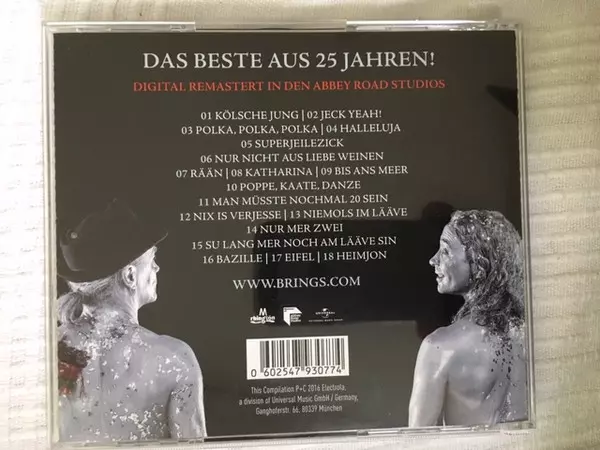 DAS BESTE AUS 25 JAHREN!
DIGITAL REMASTERT IN DEN ABBEY ROAD STUDIOS
01 KÖLSCHE JUNG | 02 JECK YEAH!
03 POLKA, POLKA, POLKA | 04 HALLELUJA
05 SUPERJEILEZICK
06 NUR NICHT AUS LIEBE WEINEN
07 RÄÄN | 08 KATHARINA | 09 BIS ANS MEER
10 POPPE, KAATE, DANZE
11 MAN MÜSSTE NOCHMAL 20 SEIN
12 NIX IS VERJESSE | 13 NIEMOLS IM LÄÄVE
14 NUR MER ZWEI
15 SU LANG MER NOCH AM LÄÄVE SIN
16 BAZILLE | 17 EIFEL | 18 HEIMJON
WWW.BRINGS.COM
UNIVERSAL
0 602547 930774
This Compilation P+C 2016 Electrola,
a division of Universal Music GmbH / Germany,
Ganghoferstr. 66, 80339 München